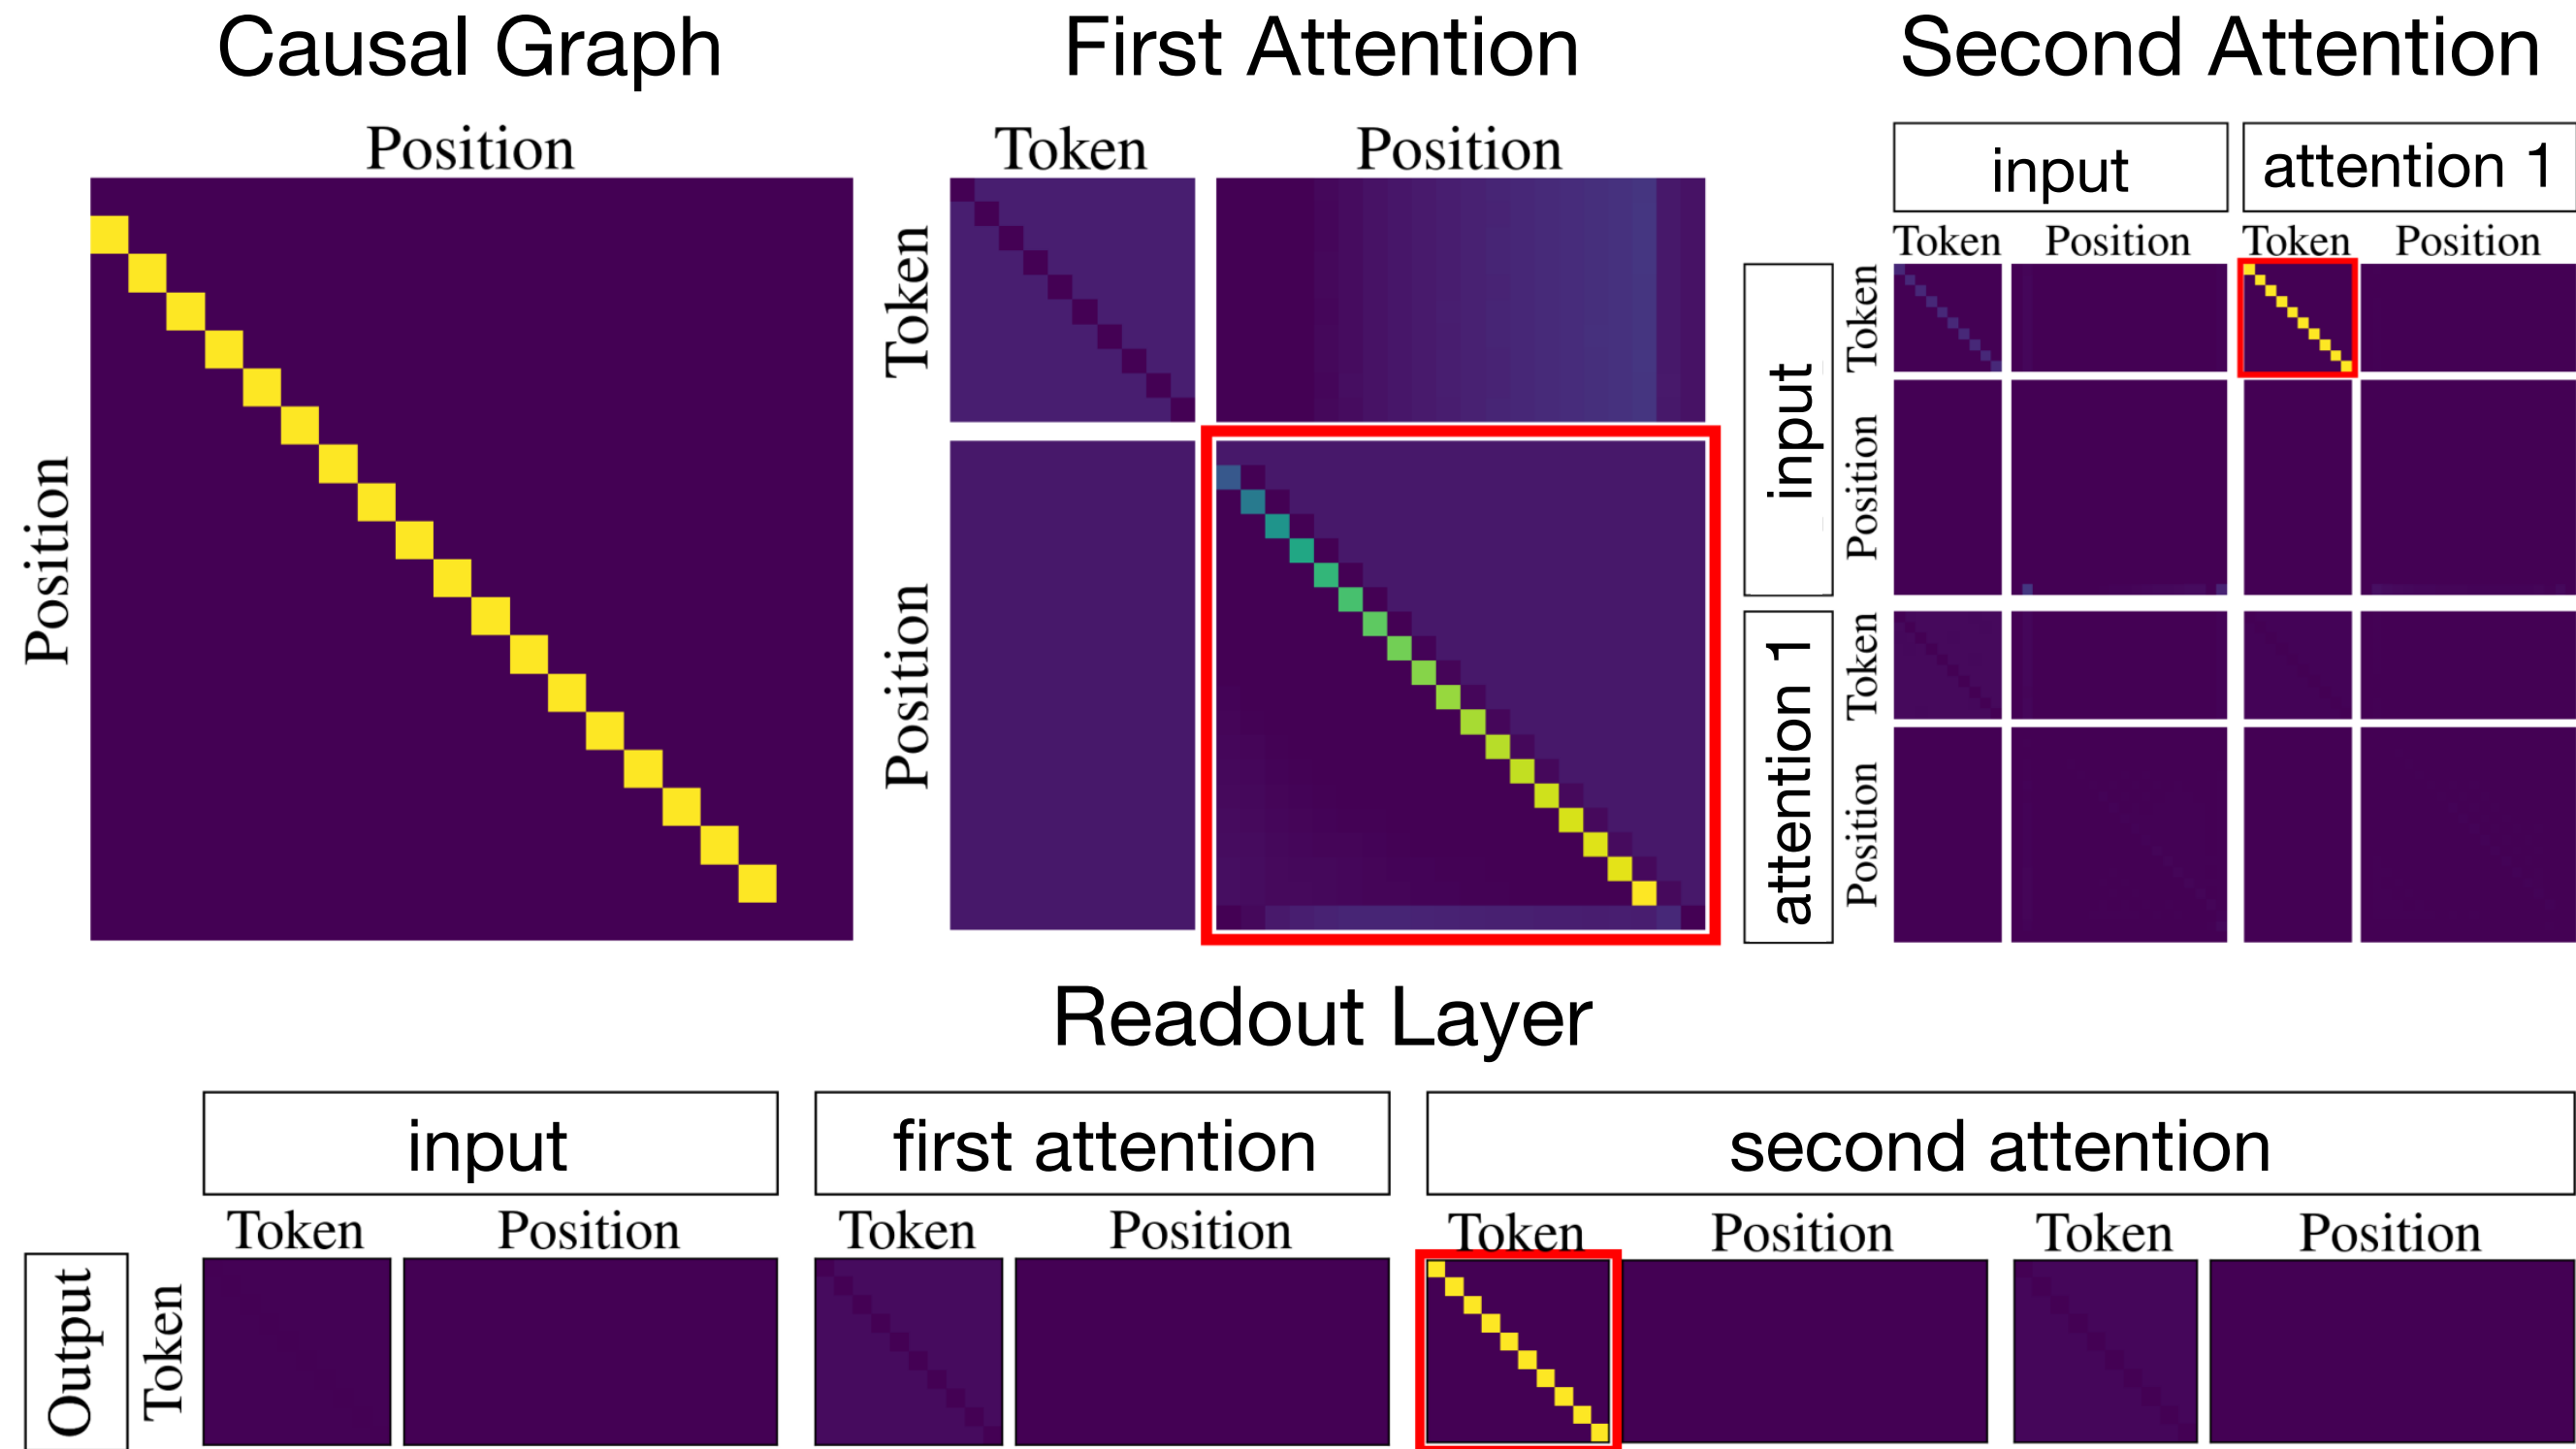 Causal Graph
First Attention
Second Attention
Position
Position
Token
Position
Token
Position
input
attention 1
Token
Position
Token
Position
input
Token
Position
attention 1
Token
Position
Readout Layer
input
first attention
second attention
Token
Position
Token
Position
Token
Position
Token
Position
Output
Token